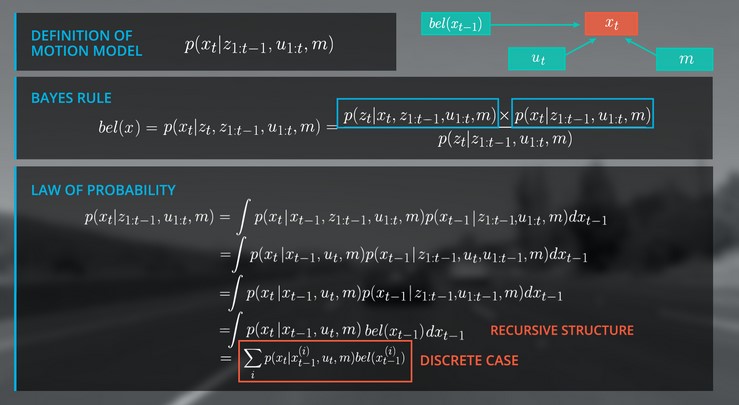 DEFINITION OF
MOTION MODEL
p(x_t|z_{1:t−1}, u_{1:t}, m)
bel(x_{t−1})
x_t
u_t
m
BAYES RULE
bel(x) = p(x_t|z_t, z_{1:t−1}, u_{1:t}, m) = \frac{p(z_t|x_t, z_{1:t−1}, u_{1:t}, m) × p(x_t|z_{1:t−1}, u_{1:t}, m)}{p(z_t|z_{1:t−1}, u_{1:t}, m)}
LAW OF PROBABILITY
p(x_t|z_{1:t−1}, u_{1:t}, m) = ∫ p(x_t|x_{t−1}, z_{1:t−1}, u_{1:t}, m)p(x_{t−1}|z_{1:t−1}, u_{1:t}, m)dx_{t−1}
= ∫ p(x_t|x_{t−1}, u_t, m)p(x_{t−1}|z_{1:t−1}, u_t, u_{1:t−1}, m)dx_{t−1}
= ∫ p(x_t|x_{t−1}, u_t, m)p(x_{t−1}|z_{1:t−1}, u_{1:t−1}, m)dx_{t−1}
= ∫ p(x_t|x_{t−1}, u_t, m) bel(x_{t−1})dx_{t−1} RECURSIVE STRUCTURE
= ∑_i p(x_t|x_{t−1}^{(i)}, u_t, m)bel(x_{t−1}^{(i)}) DISCRETE CASE